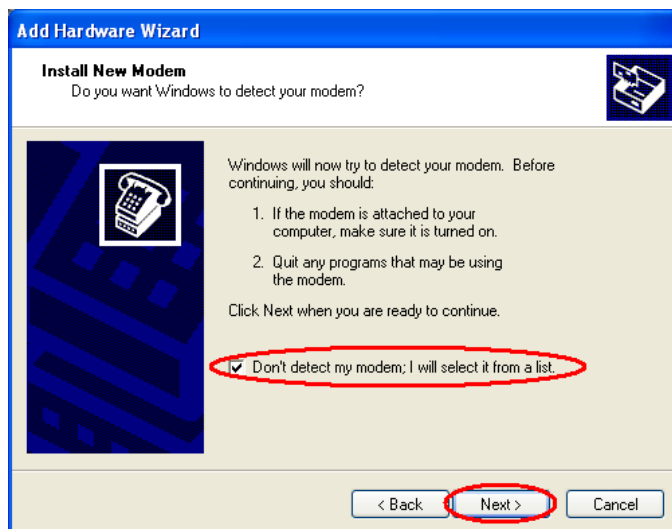 Add Hardware Wizard
Install New Modem
Do you want Windows to detect your modem?
Windows will now try to detect your modem. Before
continuing, you should:
1. If the modem is attached to your
computer, make sure it is turned on.
2. Quit any programs that may be using
the modem.
Click Next when you are ready to continue.
Don't detect my modem; I will select it from a list.
< Back Next > Cancel